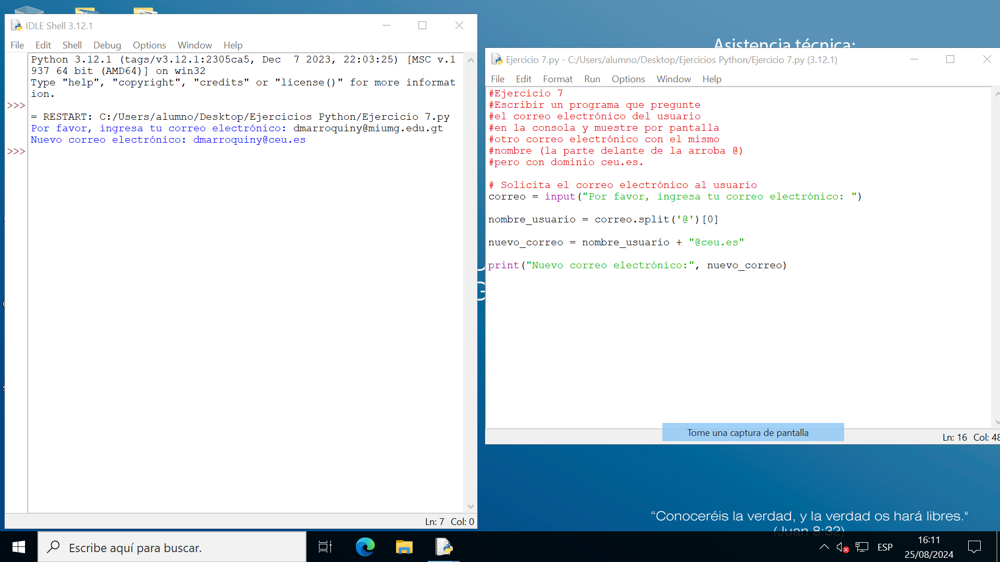 IDLE Shell 3.12.1
File Edit Shell Debug Options Window Help
Python 3.12.1 (tags/v3.12.1:2305ca5, Dec  7 2023, 22:03:25) [MSC v.1
937 64 bit (AMD64)] on win32
Type "help", "copyright", "credits" or "license()" for more informat
ion.
>>>
= RESTART: C:/Users/alumno/Desktop/Ejercicios Python/Ejercicio 7.py
Por favor, ingresa tu correo electrónico: dmarroquiny@miumg.edu.gt
Nuevo correo electrónico: dmarroquiny@ceu.es
>>>
Ln: 7 Col: 0
Asistencia técnica:
Ejercicio 7.py - C:/Users/alumno/Desktop/Ejercicios Python/Ejercicio 7.py (3.12.1)
File Edit Format Run Options Window Help
#Ejercicio 7
#Escribir un programa que pregunte
#el correo electrónico del usuario
#en la consola y muestre por pantalla
#otro correo electrónico con el mismo
#nombre (la parte delante de la arroba @)
#pero con dominio ceu.es.
# Solicita el correo electrónico al usuario
correo = input("Por favor, ingresa tu correo electrónico: ")
nombre_usuario = correo.split('@')[0]
nuevo_correo = nombre_usuario + "@ceu.es"
print("Nuevo correo electrónico:", nuevo_correo)
Tome una captura de pantalla
Ln: 16 Col: 48
“Conoceréis la verdad, y la verdad os hará libres."
(Juan 8:32)
Escribe aquí para buscar.
ESP
16:11
25/08/2024